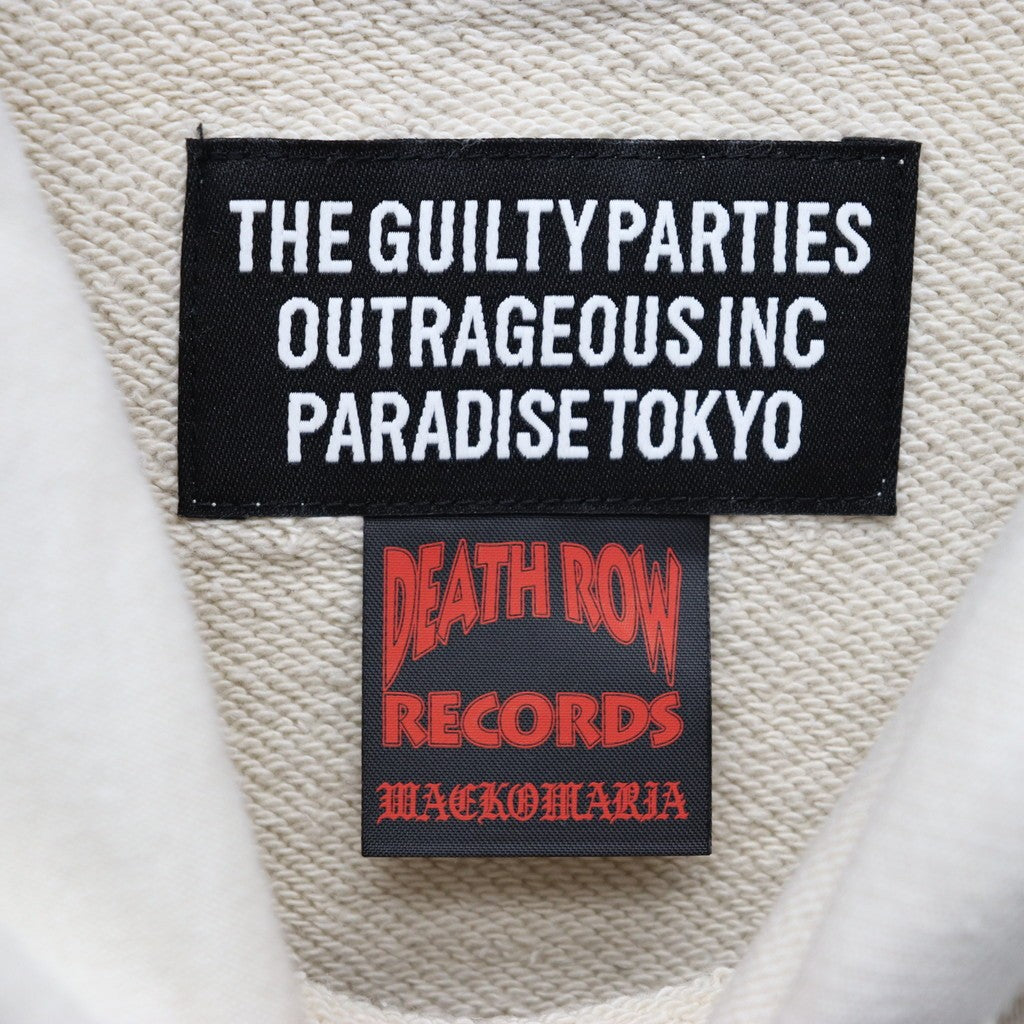 THE GUILTY PARTIES
OUTRAGEOUS INC
PARADISE TOKYO
DEATH ROW
RECORDS
WACKOMARIA